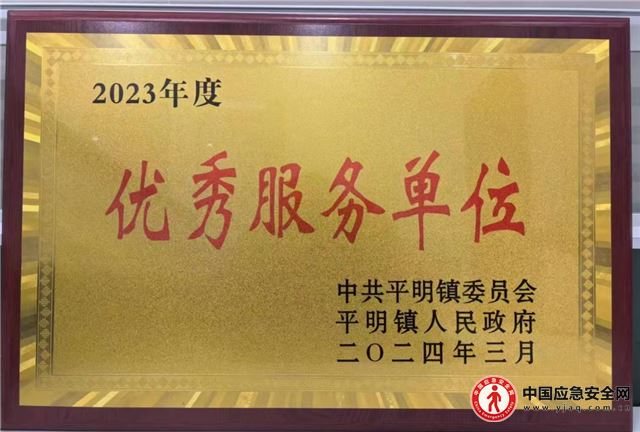 2023年度
优秀服务单位
中共平明镇委员会
平明镇人民政府
二〇二四年三月
中国应急安全网
www.yjaq.com.cn